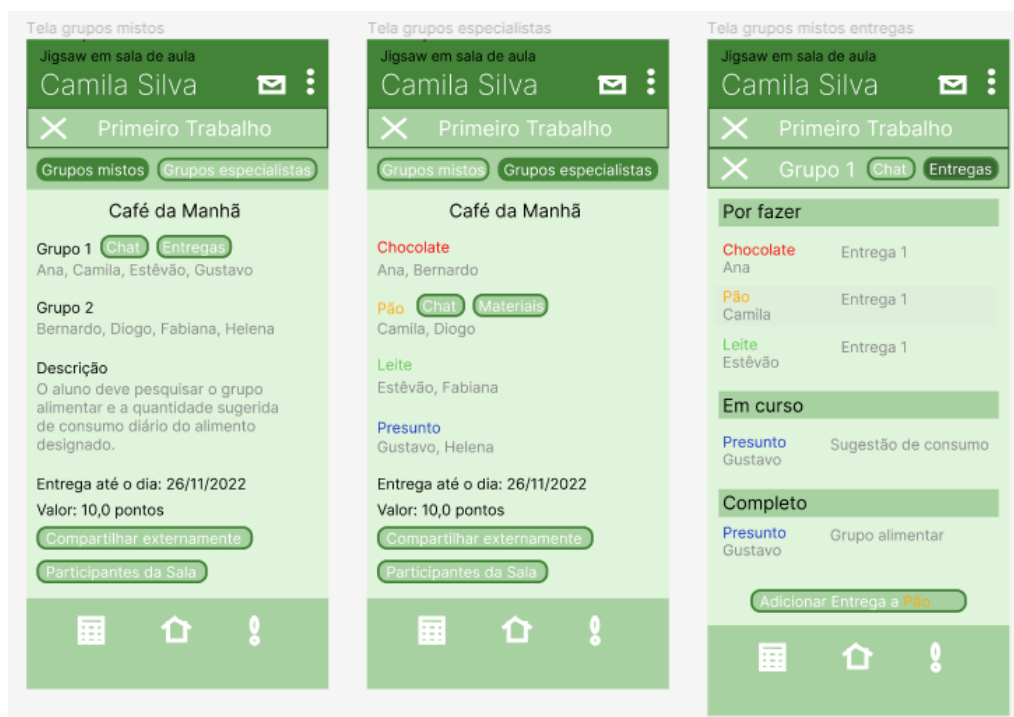 Tela grupos mistos
Jigsaw em sala de aula
Camila Silva
Primeiro Trabalho
Grupos mistos Grupos especialistas
Café da Manhã
Grupo 1 Chat Entregas
Ana, Camila, Estêvão, Gustavo
Grupo 2
Bernardo, Diogo, Fabiana, Helena
Descrição
O aluno deve pesquisar o grupo
alimentar e a quantidade sugerida
de consumo diário do alimento
designado.
Entrega até o dia: 26/11/2022
Valor: 10,0 pontos
Compartilhar externamente
Participantes da Sala
Tela grupos especialistas
Jigsaw em sala de aula
Camila Silva
Primeiro Trabalho
Grupos mistos Grupos especialistas
Café da Manhã
Chocolate
Ana, Bernardo
Pão Chat Materiais
Camila, Diogo
Leite
Estêvão, Fabiana
Presunto
Gustavo, Helena
Entrega até o dia: 26/11/2022
Valor: 10,0 pontos
Compartilhar externamente
Participantes da Sala
Tela grupos mistos entregas
Jigsaw em sala de aula
Camila Silva
Primeiro Trabalho
Grupo 1 Chat Entregas
Por fazer
Chocolate Entrega 1
Ana
Pão Entrega 1
Camila
Leite Entrega 1
Estêvão
Em curso
Presunto Sugestão de consumo
Gustavo
Completo
Presunto Grupo alimentar
Gustavo
Adicionar Entrega a Pão